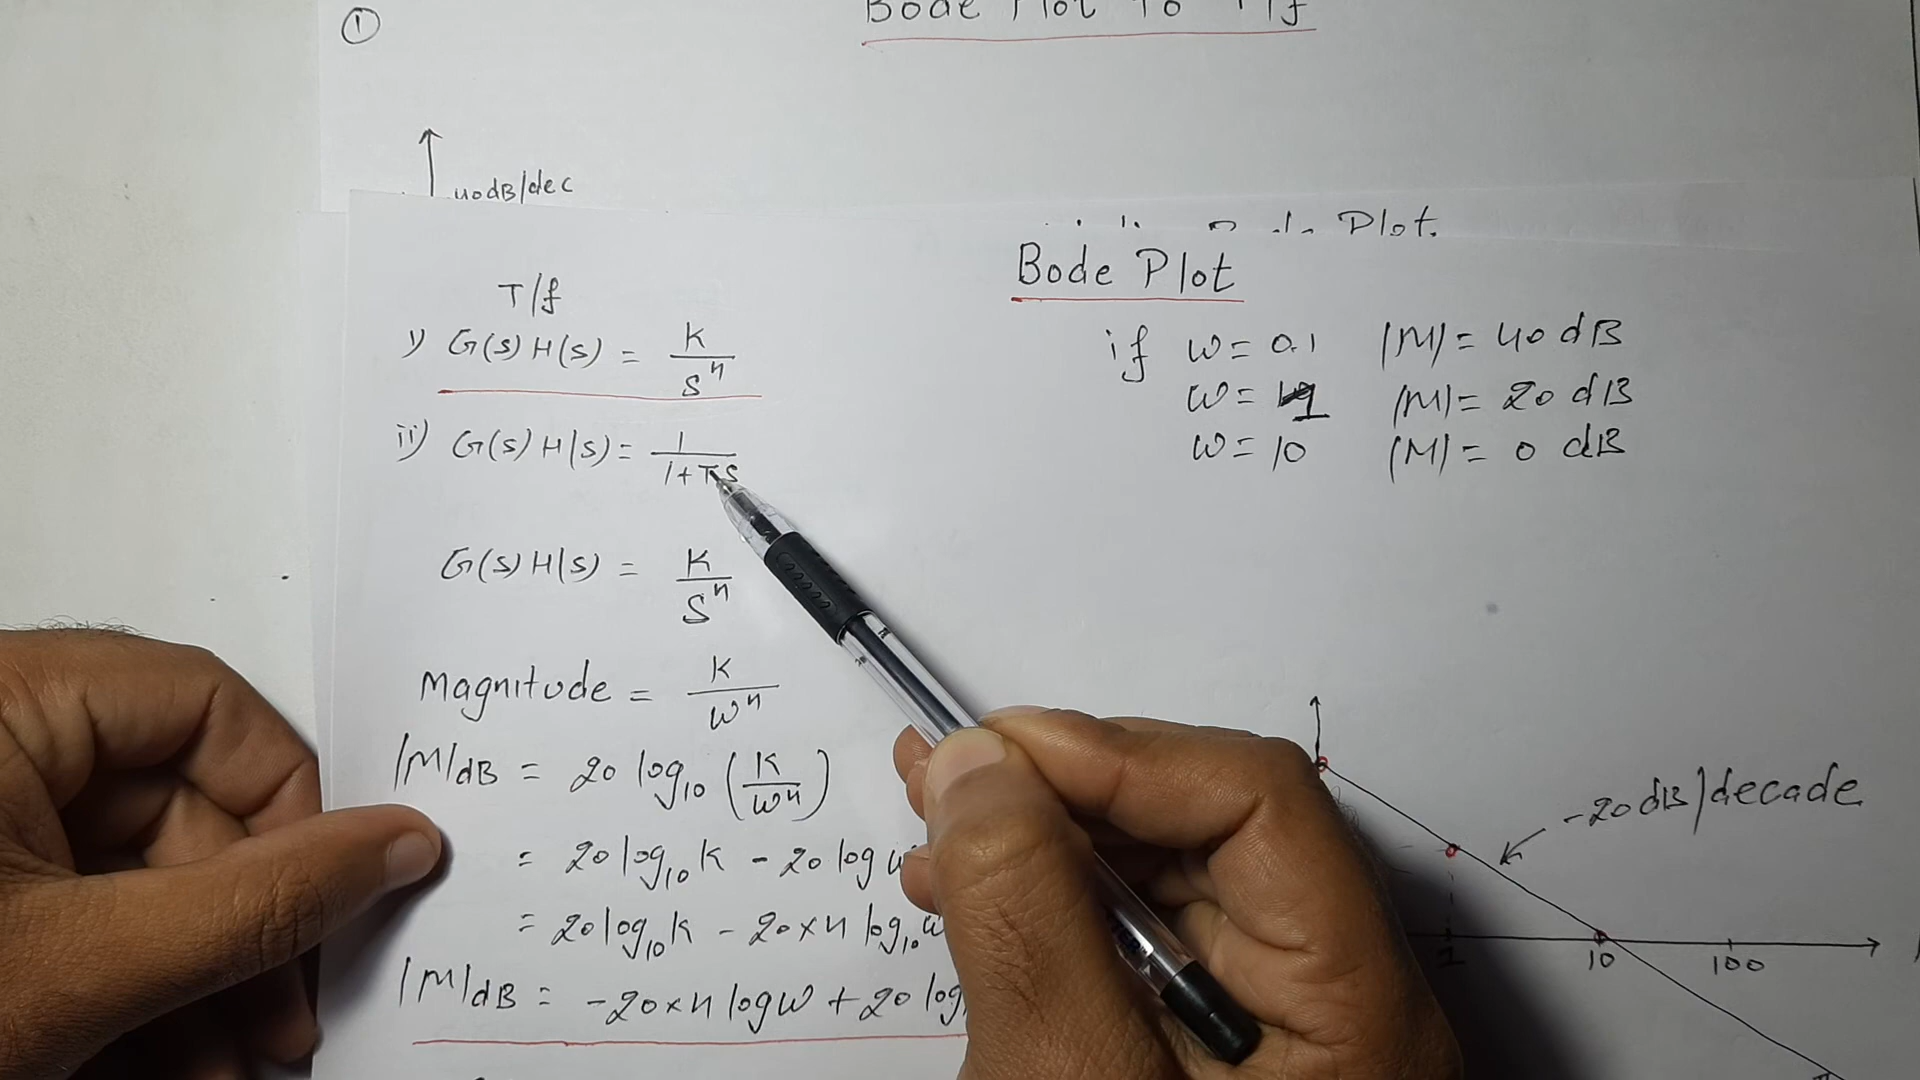 1
Bode Plot To T/f
40dB/dec
Plot.
Bode Plot
T/f
i) G(s) H(s) = K / S^n
ii) G(s) H(s) = 1 / 1+TS
if ω = 0.1 |M| = 40 dB
ω = 1 |M| = 20 dB
ω = 10 |M| = 0 dB
G(s) H(s) = K / S^n
Magnitude = K / ω^n
|M|dB = 20 log10 (K / ω^n)
= 20 log10 K - 20 log ω
= 20 log10 K - 20×n log10 ω
|M|dB = -20×n log ω + 20 log
-20 dB/decade
1 10 100